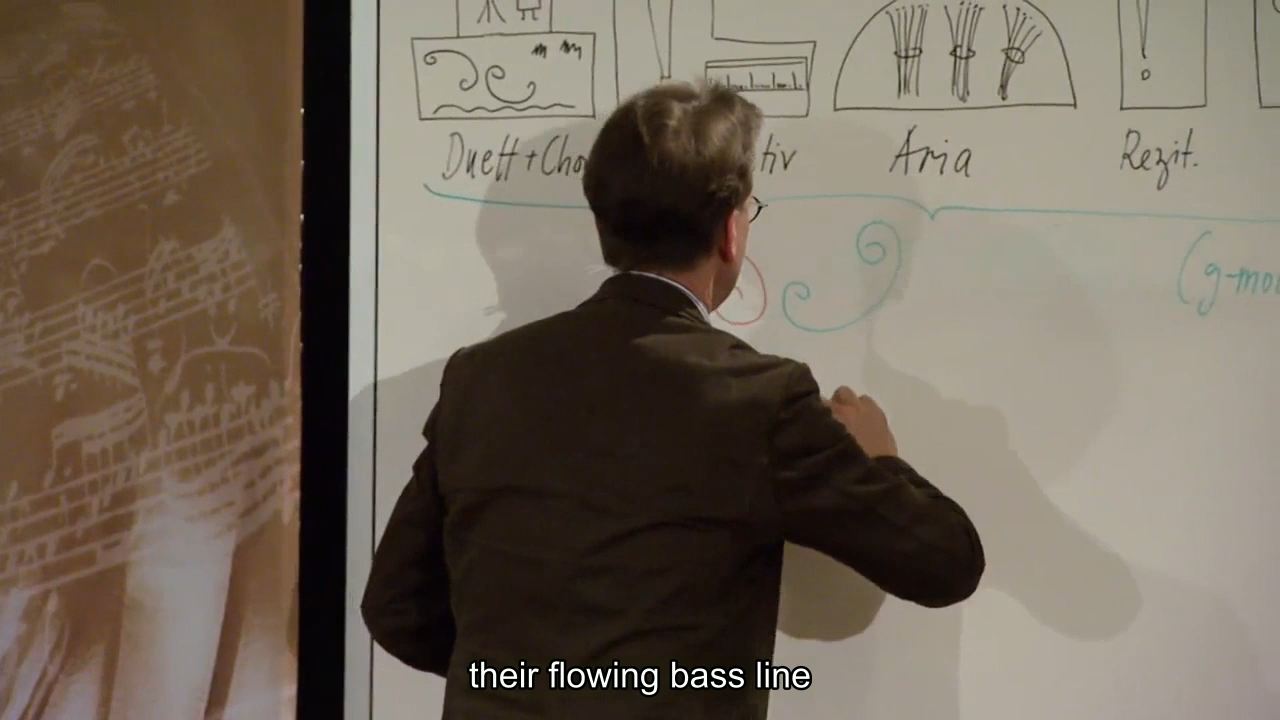 Duett + Cho
tiv
Aria
Rezit.
(g-mo
their flowing bass line